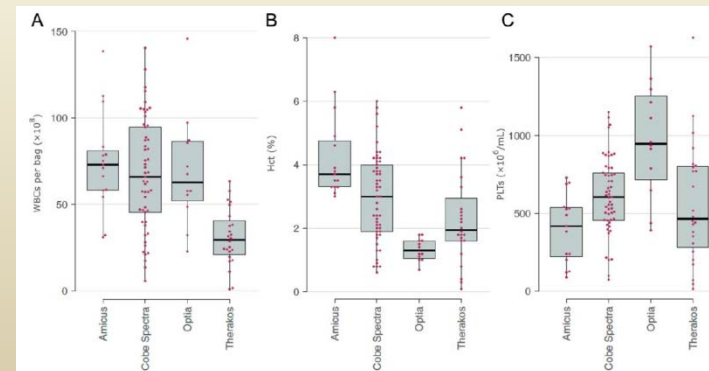 A
WBCs per bag (×10⁸)
150
100
50
0
Amicus
Cobe Spectra
Optia
Therakos
B
Hct (%)
8
6
4
2
0
Amicus
Cobe Spectra
Optia
Therakos
C
PLTs (×10⁶/mL)
1500
1000
500
0
Amicus
Cobe Spectra
Optia
Therakos